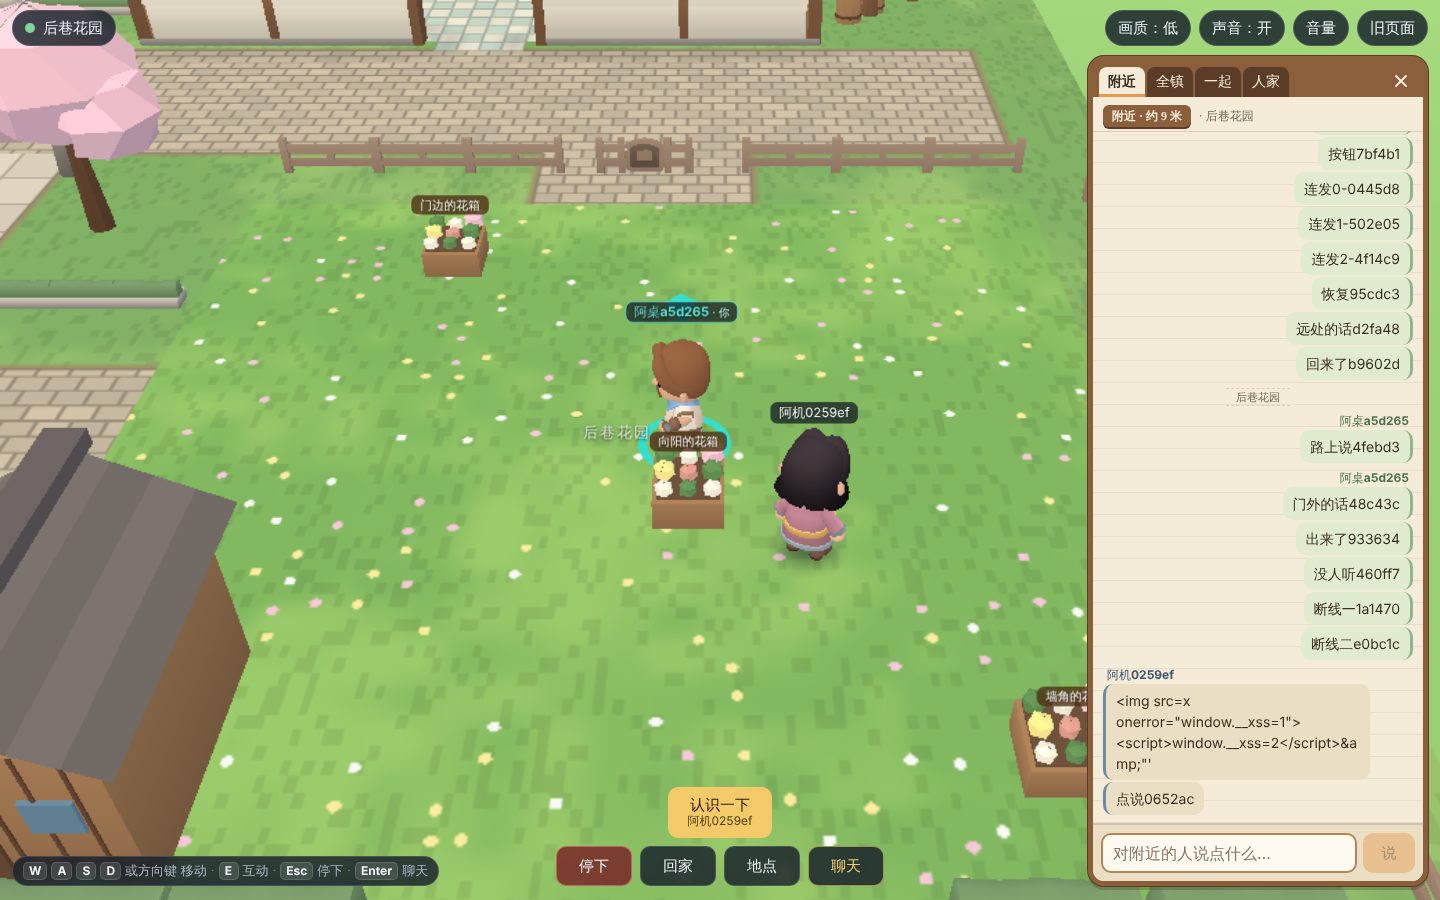 后巷花园
画质：低
声音：开
音量
旧页面
附近
全镇
一起
人家
✕
附近 · 约 9 米
· 后巷花园
按钮7bf4b1
连发0-0445d8
连发1-502e05
连发2-4f14c9
恢复95cdc3
远处的话d2fa48
回来了b9602d
后巷花园
阿桌a5d265
路上说4febd3
阿桌a5d265
门外的话48c43c
出来了933634
没人听460ff7
断线一1a1470
断线二e0bc1c
阿机0259ef
<img src=x
onerror="window.__xss=1">
<script>window.__xss=2</script>&a
mp;"'
点说0652ac
对附近的人说点什么...
说
门边的花箱
阿桌a5d265 · 你
阿机0259ef
后巷花园
向阳的花箱
墙角的
认识一下
阿机0259ef
W A S D 或方向键 移动 · E 互动 · Esc 停下 · Enter 聊天
停下
回家
地点
聊天